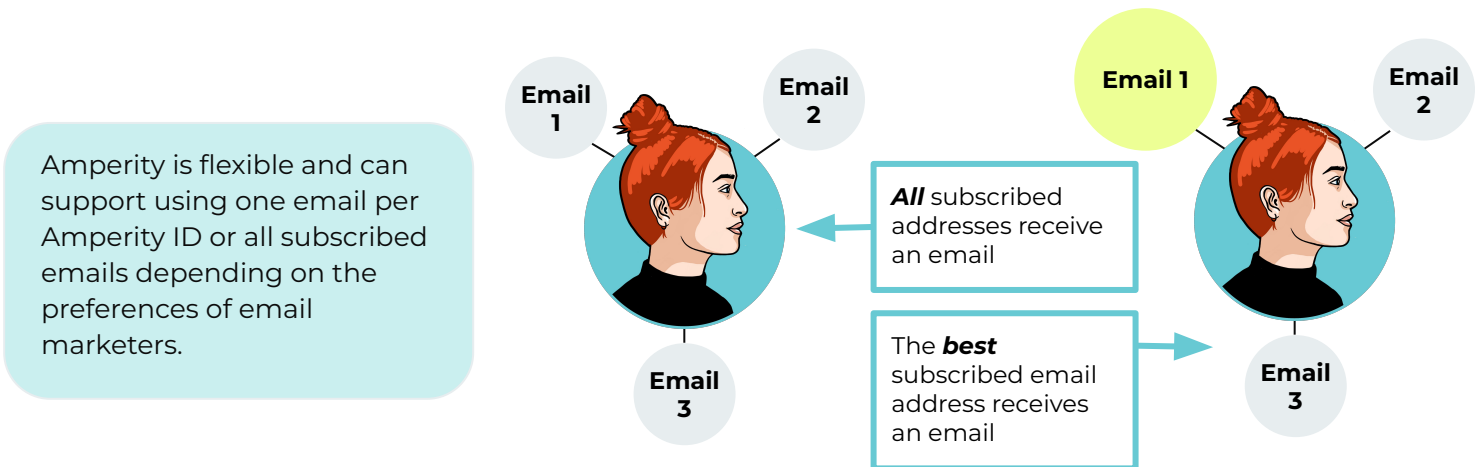 Amperity is flexible and can
support using one email per
Amperity ID or all subscribed
emails depending on the
preferences of email
marketers.
Email
1
Email
2
Email
3
All subscribed
addresses receive
an email
The best
subscribed email
address receives
an email
Email 1
Email
2
Email
3